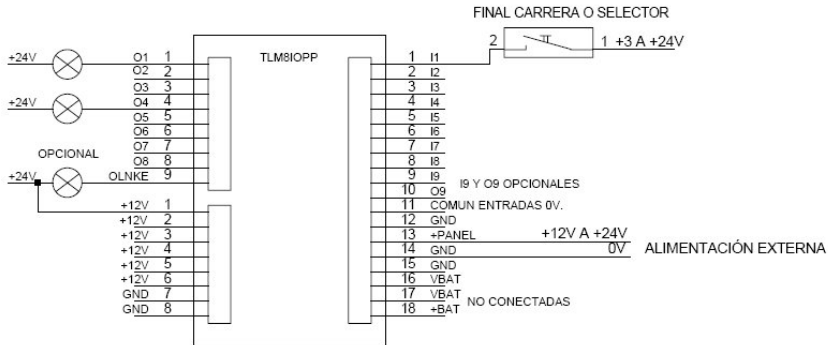 FINAL CARRERA O SELECTOR
2 1 +3 A +24V
TLM8IOPP
+24V O1 1
O2 2
O3 3
+24V O4 4
O5 5
O6 6
O7 7
OPCIONAL O8 8
+24V OLNKE 9
+12V 1
+12V 2
+12V 3
+12V 4
+12V 5
+12V 6
GND 7
GND 8
1 I1
2 I2
3 I3
4 I4
5 I5
6 I6
7 I7
8 I8
9 I9
I9 Y O9 OPCIONALES
10 O9
11 COMUN ENTRADAS 0V.
12 GND
13 +PANEL +12V A +24V
14 GND 0V ALIMENTACIÓN EXTERNA
15 GND
16 VBAT
17 VBAT NO CONECTADAS
18 +BAT